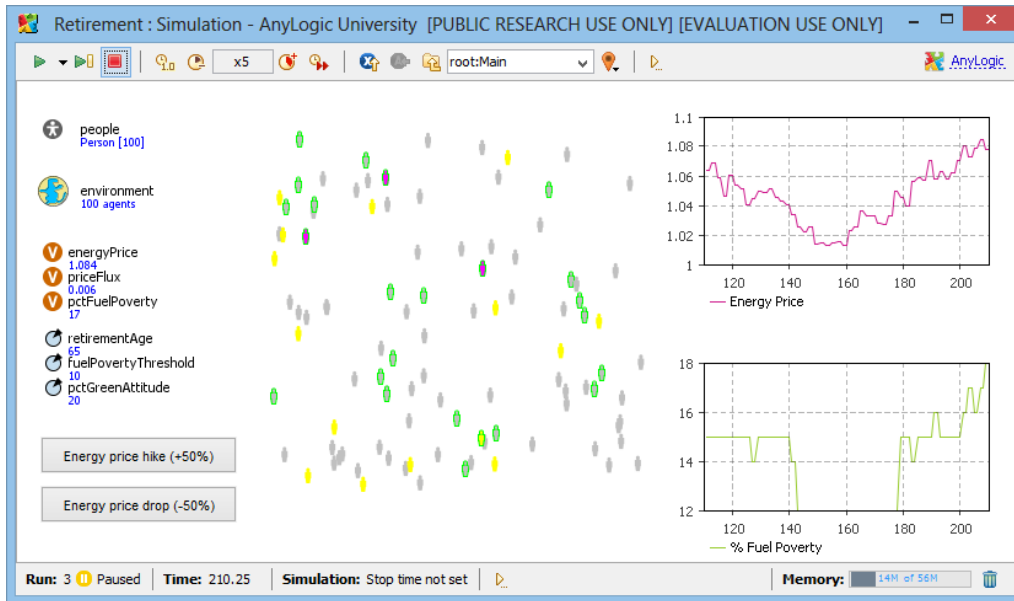 Retirement : Simulation - AnyLogic University [PUBLIC RESEARCH USE ONLY] [EVALUATION USE ONLY]
x5
root:Main
AnyLogic
people
Person [100]
environment
100 agents
energyPrice
1.084
priceFlux
0.006
pctFuelPoverty
17
retirementAge
65
fuelPovertyThreshold
10
pctGreenAttitude
20
Energy price hike (+50%)
Energy price drop (-50%)
1.1
1.08
1.06
1.04
1.02
1
120 140 160 180 200
Energy Price
18
16
14
12
120 140 160 180 200
% Fuel Poverty
Run: 3 Paused Time: 210.25 Simulation: Stop time not set Memory: 14M of 56M